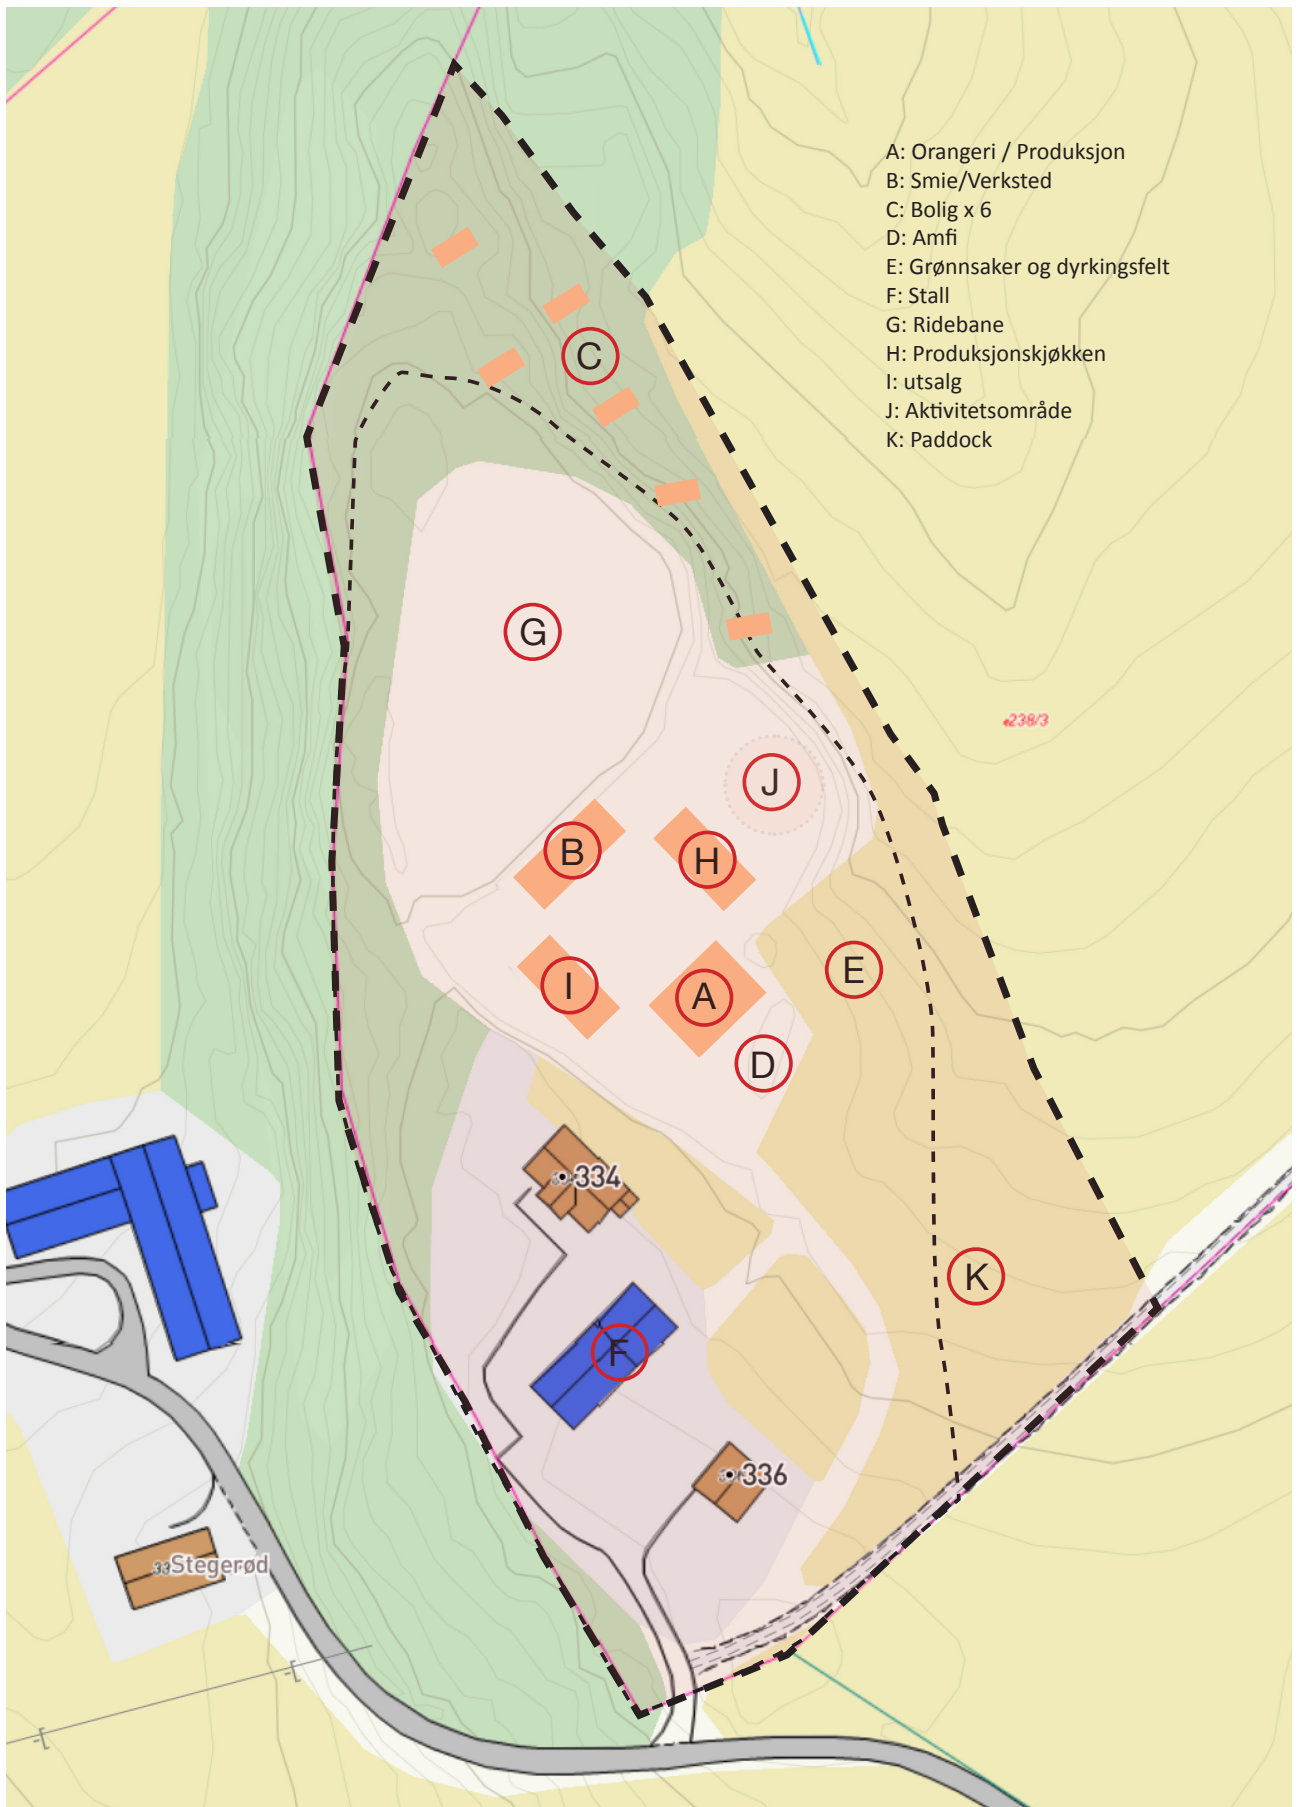 A: Orangeri / Produksjon
B: Smie/Verksted
C: Bolig x 6
D: Amfi
E: Grønnsaker og dyrkingsfelt
F: Stall
G: Ridebane
H: Produksjonskjøkken
I: utsalg
J: Aktivitetsområde
K: Paddock
C
G
238/3
J
B
H
E
I
A
D
334
K
F
336
Stegerød